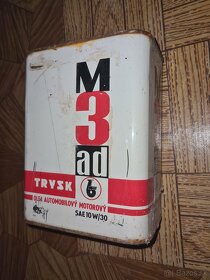 M
3
ad
TRYSK
OLEJ AUTOMOBILOVÝ MOTOROVÝ
SAE 10W/30